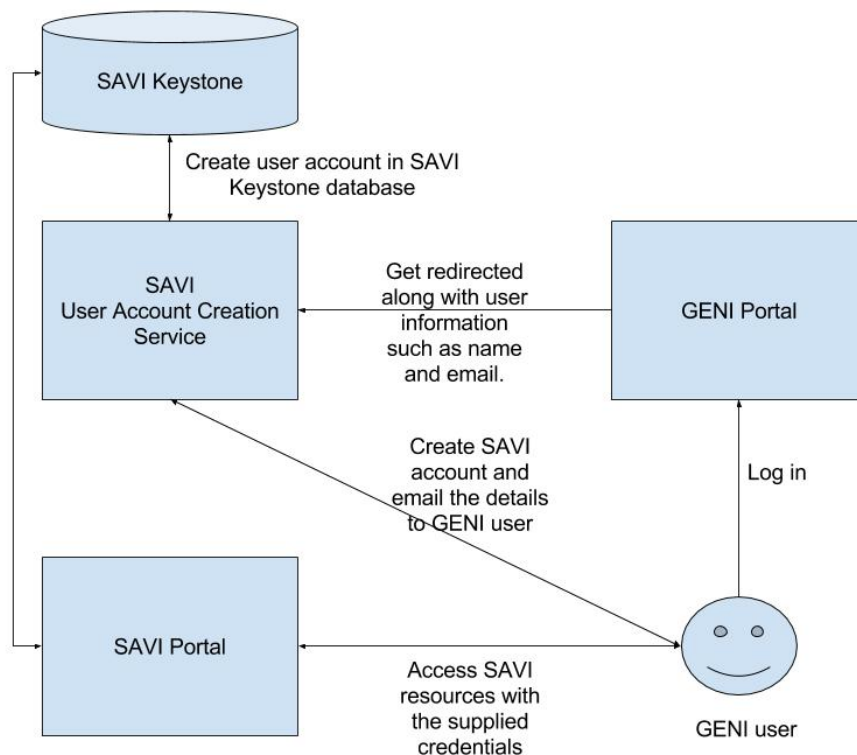 SAVI Keystone
Create user account in SAVI
Keystone database
SAVI
User Account Creation
Service
Get redirected
along with user
information
such as name
and email.
GENI Portal
Create SAVI
account and
email the details
to GENI user
Log in
SAVI Portal
Access SAVI
resources with
the supplied
credentials
GENI user